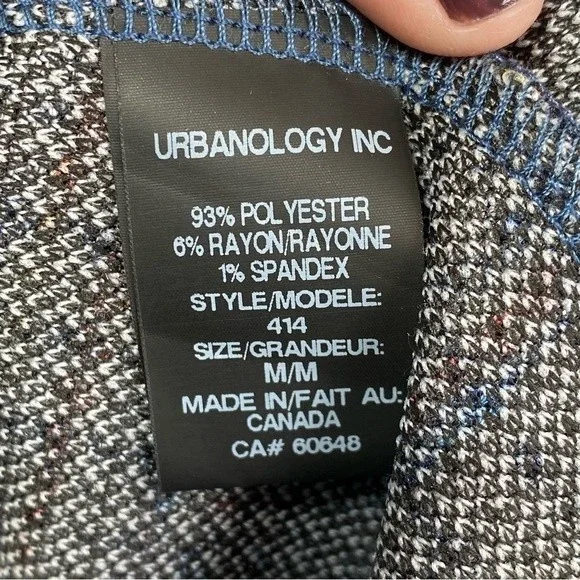 URBANOLOGY INC
93% POLYESTER
6% RAYON/RAYONNE
1% SPANDEX
STYLE/MODELE:
414
SIZE/GRANDEUR:
M/M
MADE IN/FAIT AU:
CANADA
CA# 60648